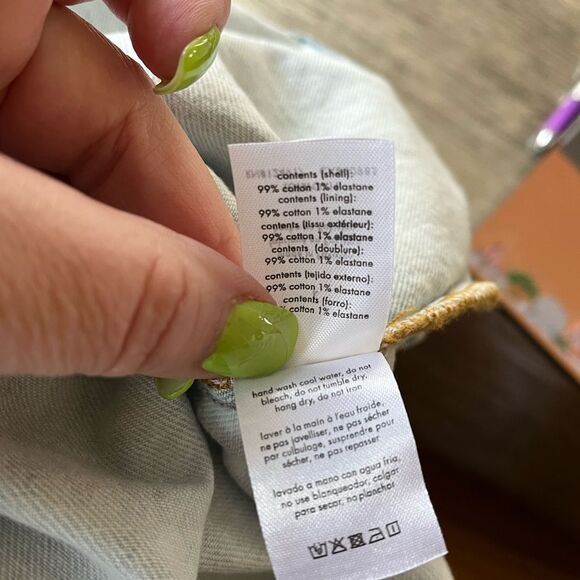 contents (shell):
99% cotton 1% elastane
contents (lining):
99% cotton 1% elastane
contents (tissu extérieur):
99% cotton 1% elastane
contents (doublure):
99% cotton 1% elastane
contents (tejido externo):
99% cotton 1% elastane
contents (forro):
cotton 1% elastane
hand wash cool water, do not
bleach, do not tumble dry,
hang dry, do not iron
laver à la main à l'eau froide,
ne pas javelliser, ne pas sécher
par culbulage, suspendre pour
sécher, ne pas repasser
lavado a mano con agua fria,
no use blanqueador, colgar
para secar, no planchar